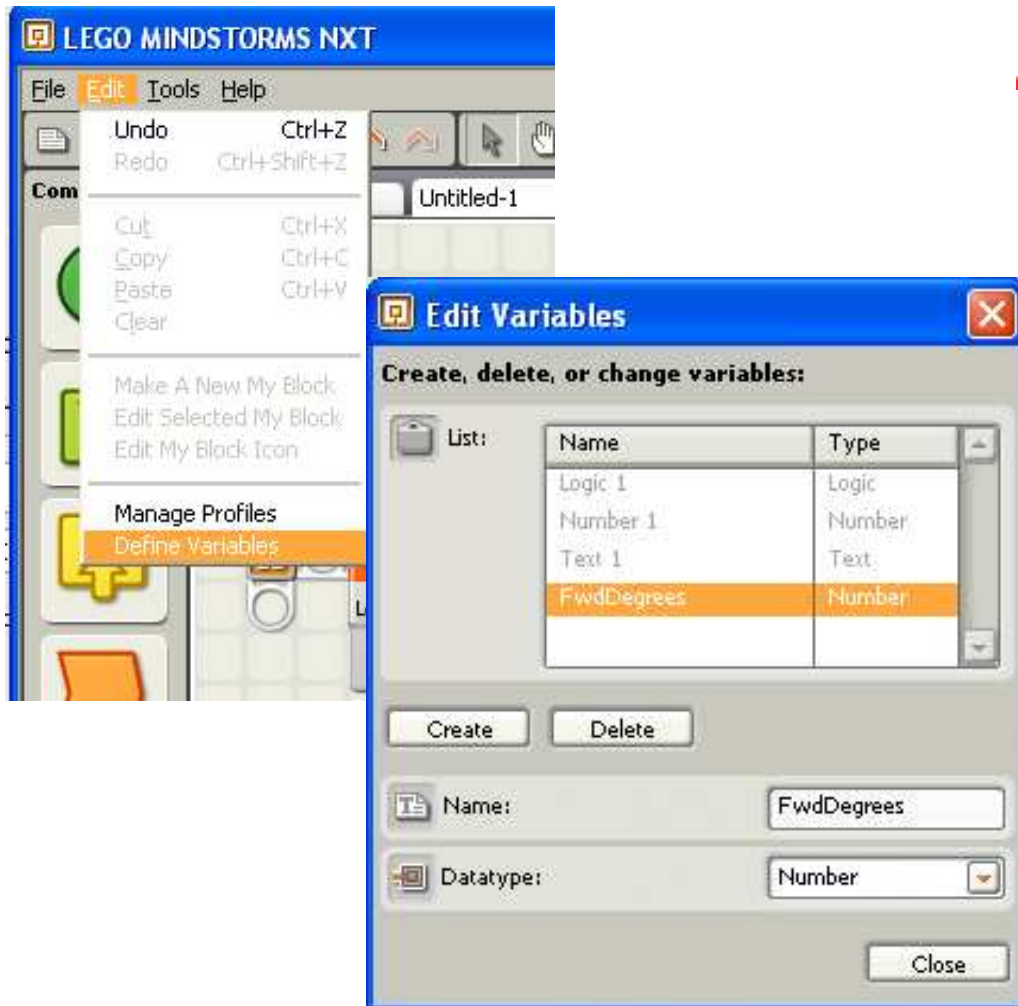 LEGO MINDSTORMS NXT
File Edit Tools Help
Undo Ctrl+Z
Redo Ctrl+Shift+Z
Com
Untitled-1
Cut Ctrl+X
Copy Ctrl+C
Paste Ctrl+V
Clear
Make A New My Block
Edit Selected My Block
Edit My Block Icon
Manage Profiles
Define Variables
L
Edit Variables
Create, delete, or change variables:
List:
Name Type
Logic 1 Logic
Number 1 Number
Text 1 Text
FwdDegrees Number
Create Delete
Name: FwdDegrees
Datatype: Number
Close